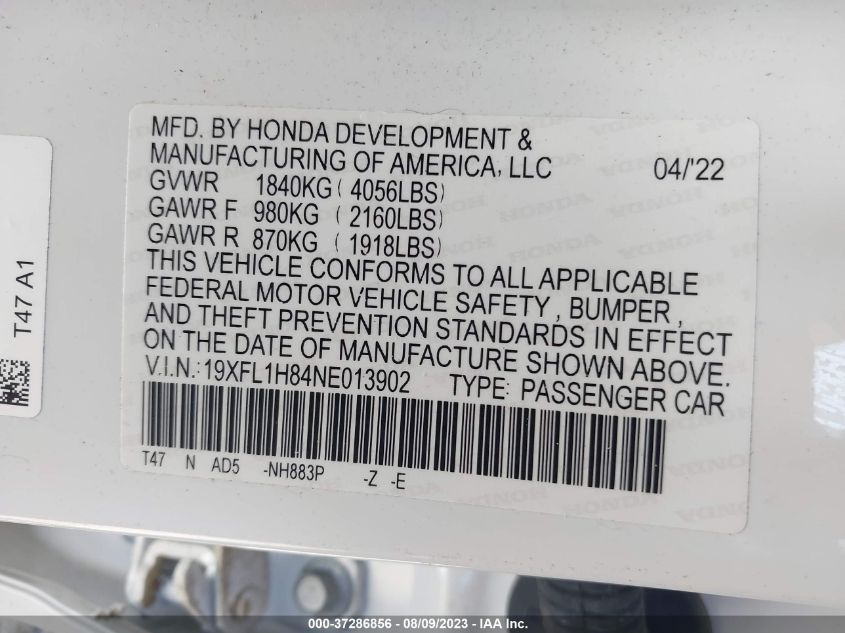 MFD. BY HONDA DEVELOPMENT &
MANUFACTURING OF AMERICA, LLC 04/'22
GVWR 1840KG ( 4056LBS)
GAWR F 980KG ( 2160LBS)
GAWR R 870KG ( 1918LBS)
THIS VEHICLE CONFORMS TO ALL APPLICABLE
FEDERAL MOTOR VEHICLE SAFETY , BUMPER ,
AND THEFT PREVENTION STANDARDS IN EFFECT
ON THE DATE OF MANUFACTURE SHOWN ABOVE.
V.I.N.: 19XFL1H84NE013902 TYPE: PASSENGER CAR
T47 N AD5 -NH883P -Z -E
T47 A1
000-37286856 - 08/09/2023 - IAA Inc.